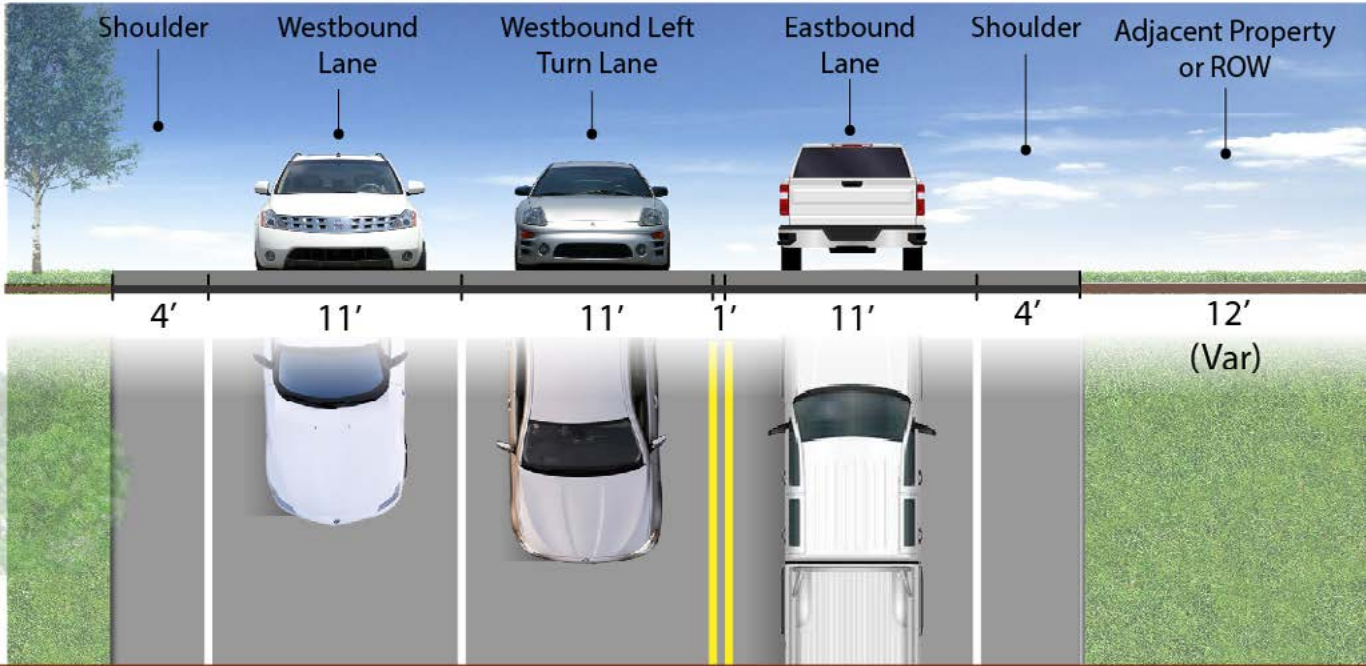 Shoulder
Westbound
Lane
Westbound Left
Turn Lane
Eastbound
Lane
Shoulder
Adjacent Property
or ROW
4’
11’
11’
1’
11’
4’
12’
(Var)